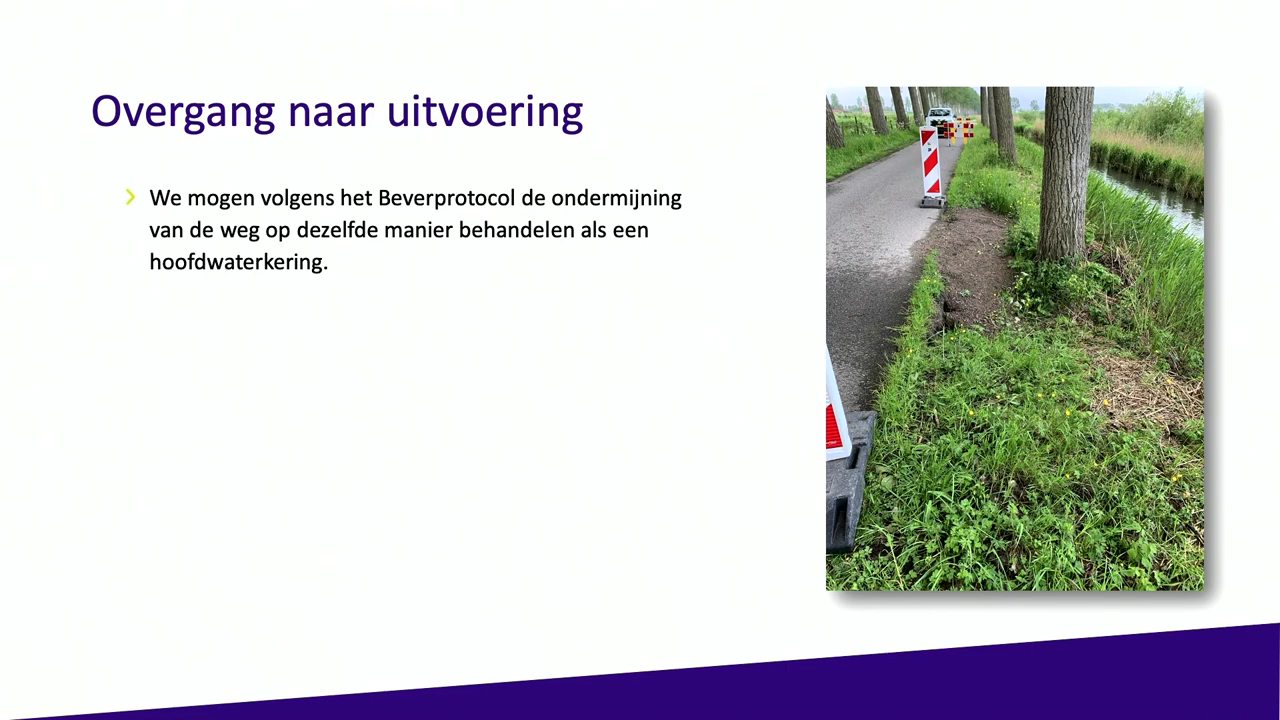 Overgang naar uitvoering
We mogen volgens het Beverprotocol de ondermijning
van de weg op dezelfde manier behandelen als een
hoofdwaterkering.